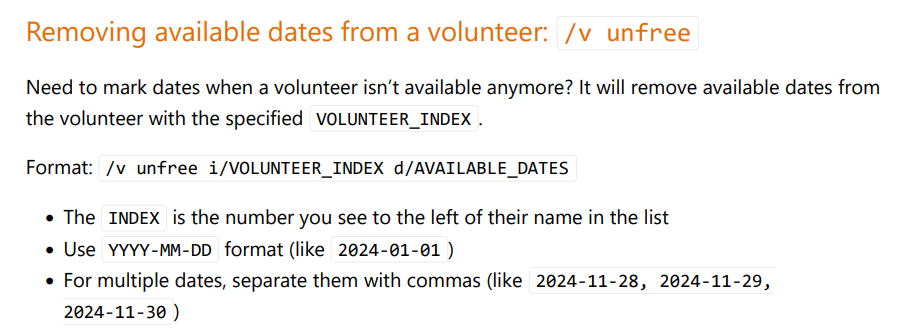 Removing available dates from a volunteer: /v unfree
Need to mark dates when a volunteer isn’t available anymore? It will remove available dates from
the volunteer with the specified VOLUNTEER_INDEX.
Format: /v unfree i/VOLUNTEER_INDEX d/AVAILABLE_DATES
• The INDEX is the number you see to the left of their name in the list
• Use YYYY-MM-DD format (like 2024-01-01)
• For multiple dates, separate them with commas (like 2024-11-28, 2024-11-29,
2024-11-30)